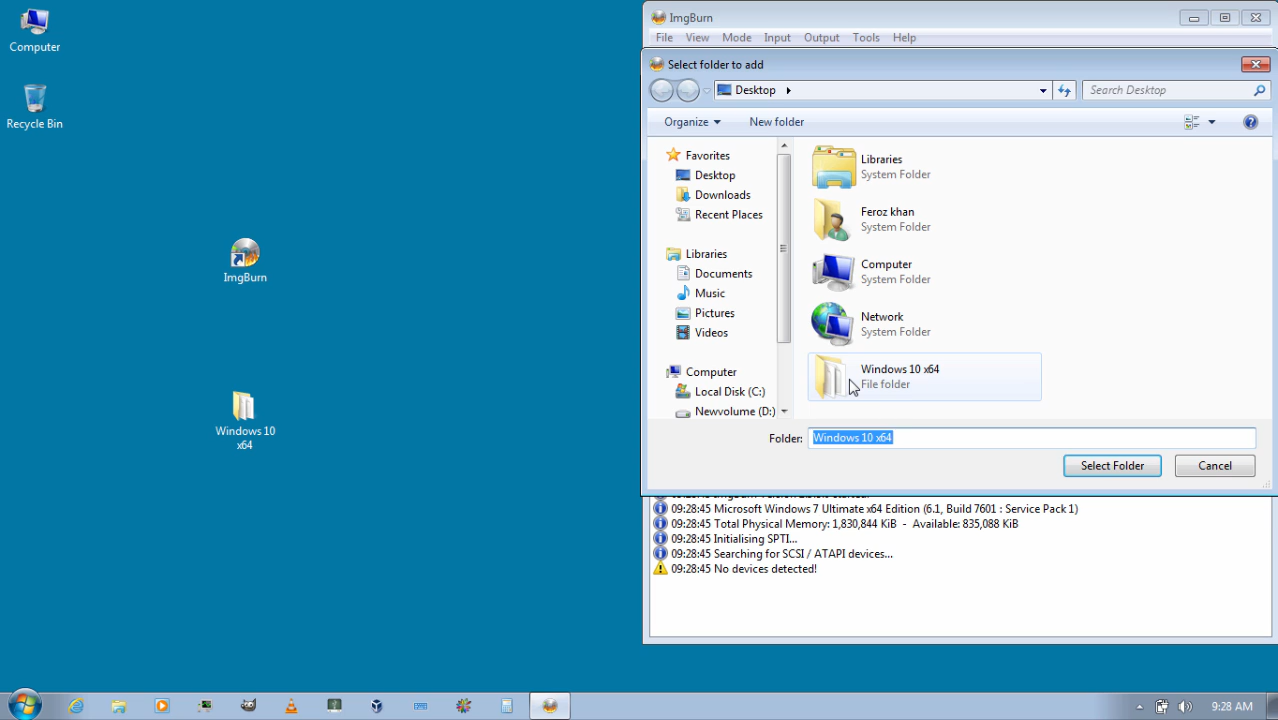 Computer
Recycle Bin
ImgBurn
Windows 10
x64
ImgBurn
File View Mode Input Output Tools Help
Select folder to add
Desktop
Search Desktop
Organize New folder
Favorites
Desktop
Downloads
Recent Places
Libraries
Documents
Music
Pictures
Videos
Computer
Local Disk (C:)
Newvolume (D:)
Libraries
System Folder
Feroz khan
System Folder
Computer
System Folder
Network
System Folder
Windows 10 x64
File folder
Folder: Windows 10 x64
Select Folder Cancel
09:28:45 Microsoft Windows 7 Ultimate x64 Edition (6.1, Build 7601 : Service Pack 1)
09:28:45 Total Physical Memory: 1,830,844 KiB - Available: 835,088 KiB
09:28:45 Initialising SPTI...
09:28:45 Searching for SCSI / ATAPI devices...
09:28:45 No devices detected!
9:28 AM